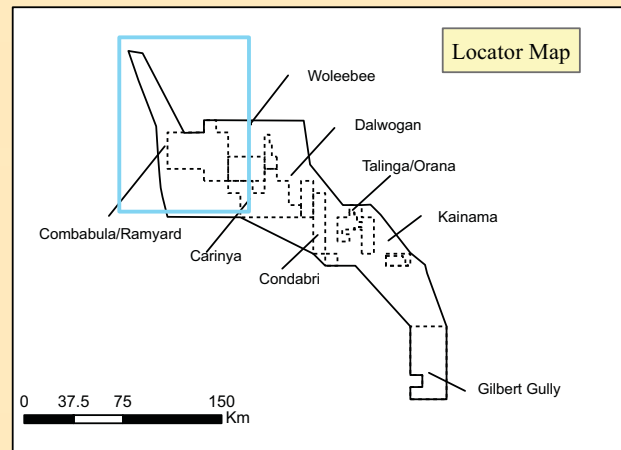 Locator Map
Woleebee
Dalwogan
Talinga/Orana
Kainama
Combabula/Ramyard
Carinya
Condabri
Gilbert Gully
0 37.5 75 150
Km